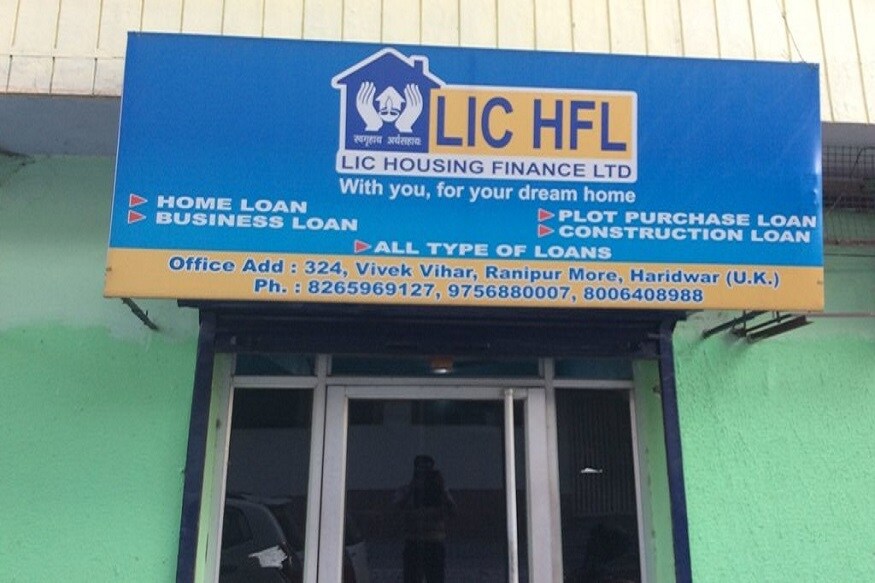 स्वगृहाय अर्थसहायः
LIC HFL
LIC HOUSING FINANCE LTD
With you, for your dream home
HOME LOAN
BUSINESS LOAN
PLOT PURCHASE LOAN
CONSTRUCTION LOAN
ALL TYPE OF LOANS
Office Add : 324, Vivek Vihar, Ranipur More, Haridwar (U.K.)
Ph. : 8265969127, 9756880007, 8006408988